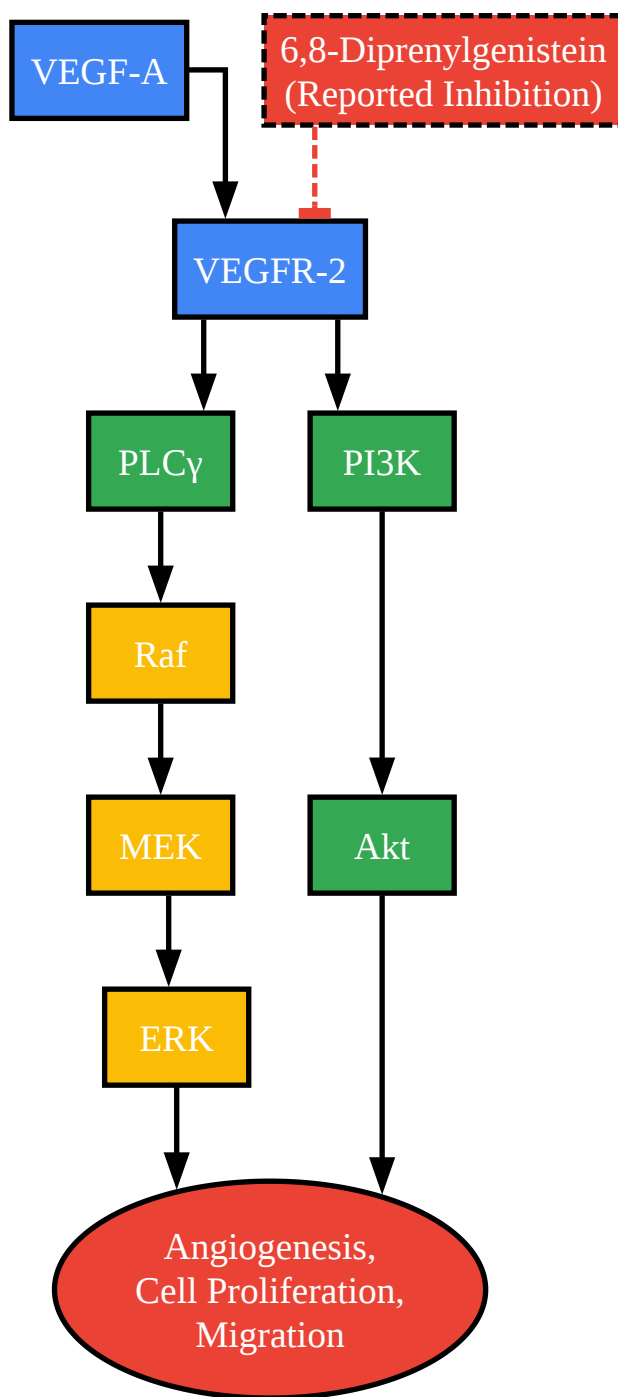 VEGF-A
6,8-Diprenylgenistein
(Reported Inhibition)
VEGFR-2
PLCγ
PI3K
Raf
MEK
Akt
ERK
Angiogenesis,
Cell Proliferation,
Migration